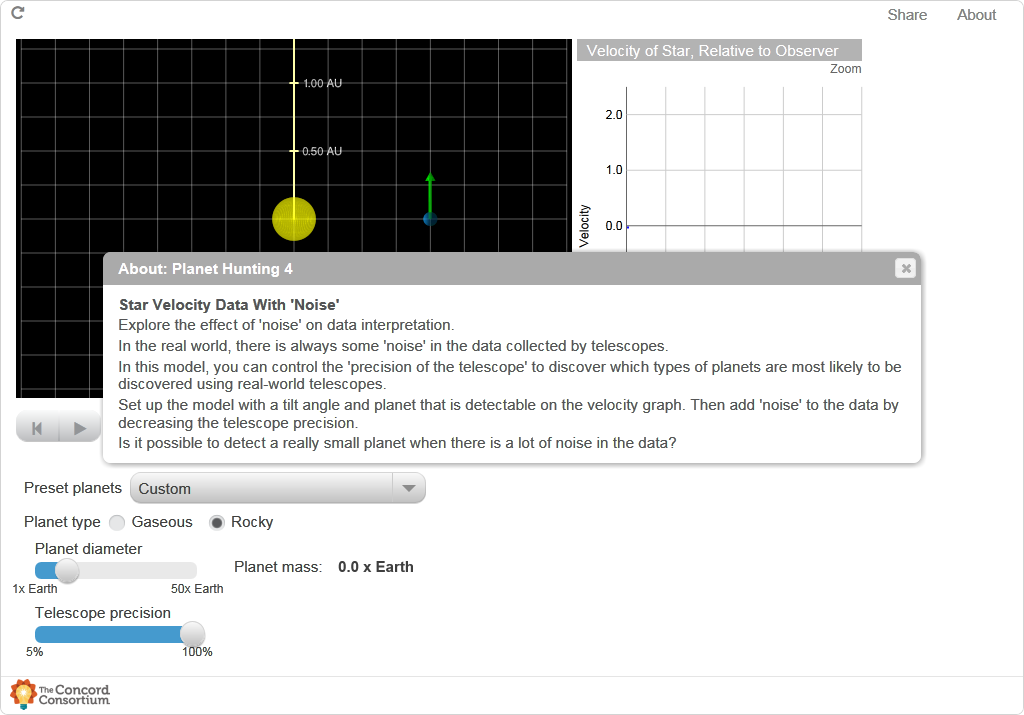 Share About
Velocity of Star, Relative to Observer
Zoom
1.00 AU
0.50 AU
2.0
1.0
0.0
Velocity
About: Planet Hunting 4
Star Velocity Data With 'Noise'
Explore the effect of 'noise' on data interpretation.
In the real world, there is always some 'noise' in the data collected by telescopes.
In this model, you can control the 'precision of the telescope' to discover which types of planets are most likely to be
discovered using real-world telescopes.
Set up the model with a tilt angle and planet that is detectable on the velocity graph. Then add 'noise' to the data by
decreasing the telescope precision.
Is it possible to detect a really small planet when there is a lot of noise in the data?
Preset planets Custom
Planet type Gaseous Rocky
Planet diameter
Planet mass: 0.0 x Earth
1x Earth 50x Earth
Telescope precision
5% 100%
The Concord
Consortium